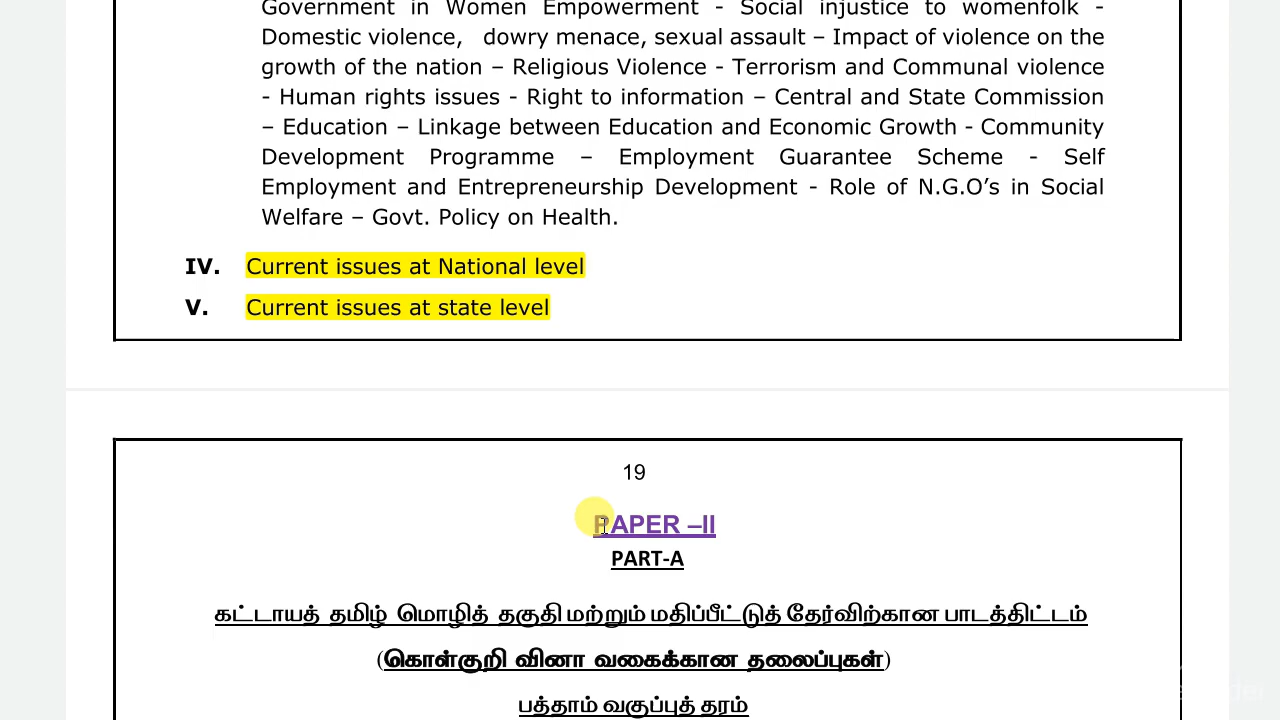 Government in Women Empowerment - Social injustice to womenfolk -
Domestic violence, dowry menace, sexual assault – Impact of violence on the
growth of the nation – Religious Violence - Terrorism and Communal violence
- Human rights issues - Right to information – Central and State Commission
– Education – Linkage between Education and Economic Growth - Community
Development Programme – Employment Guarantee Scheme - Self
Employment and Entrepreneurship Development - Role of N.G.O’s in Social
Welfare – Govt. Policy on Health.
IV. Current issues at National level
V. Current issues at state level
19
PAPER –II
PART-A
கட்டாயத் தமிழ் மொழித் தகுதி மற்றும் மதிப்பீட்டுத் தேர்விற்கான பாடத்திட்டம்
(கொள்குறி வினா வகைக்கான தலைப்புகள்)
பத்தாம் வகுப்புத் தரம்